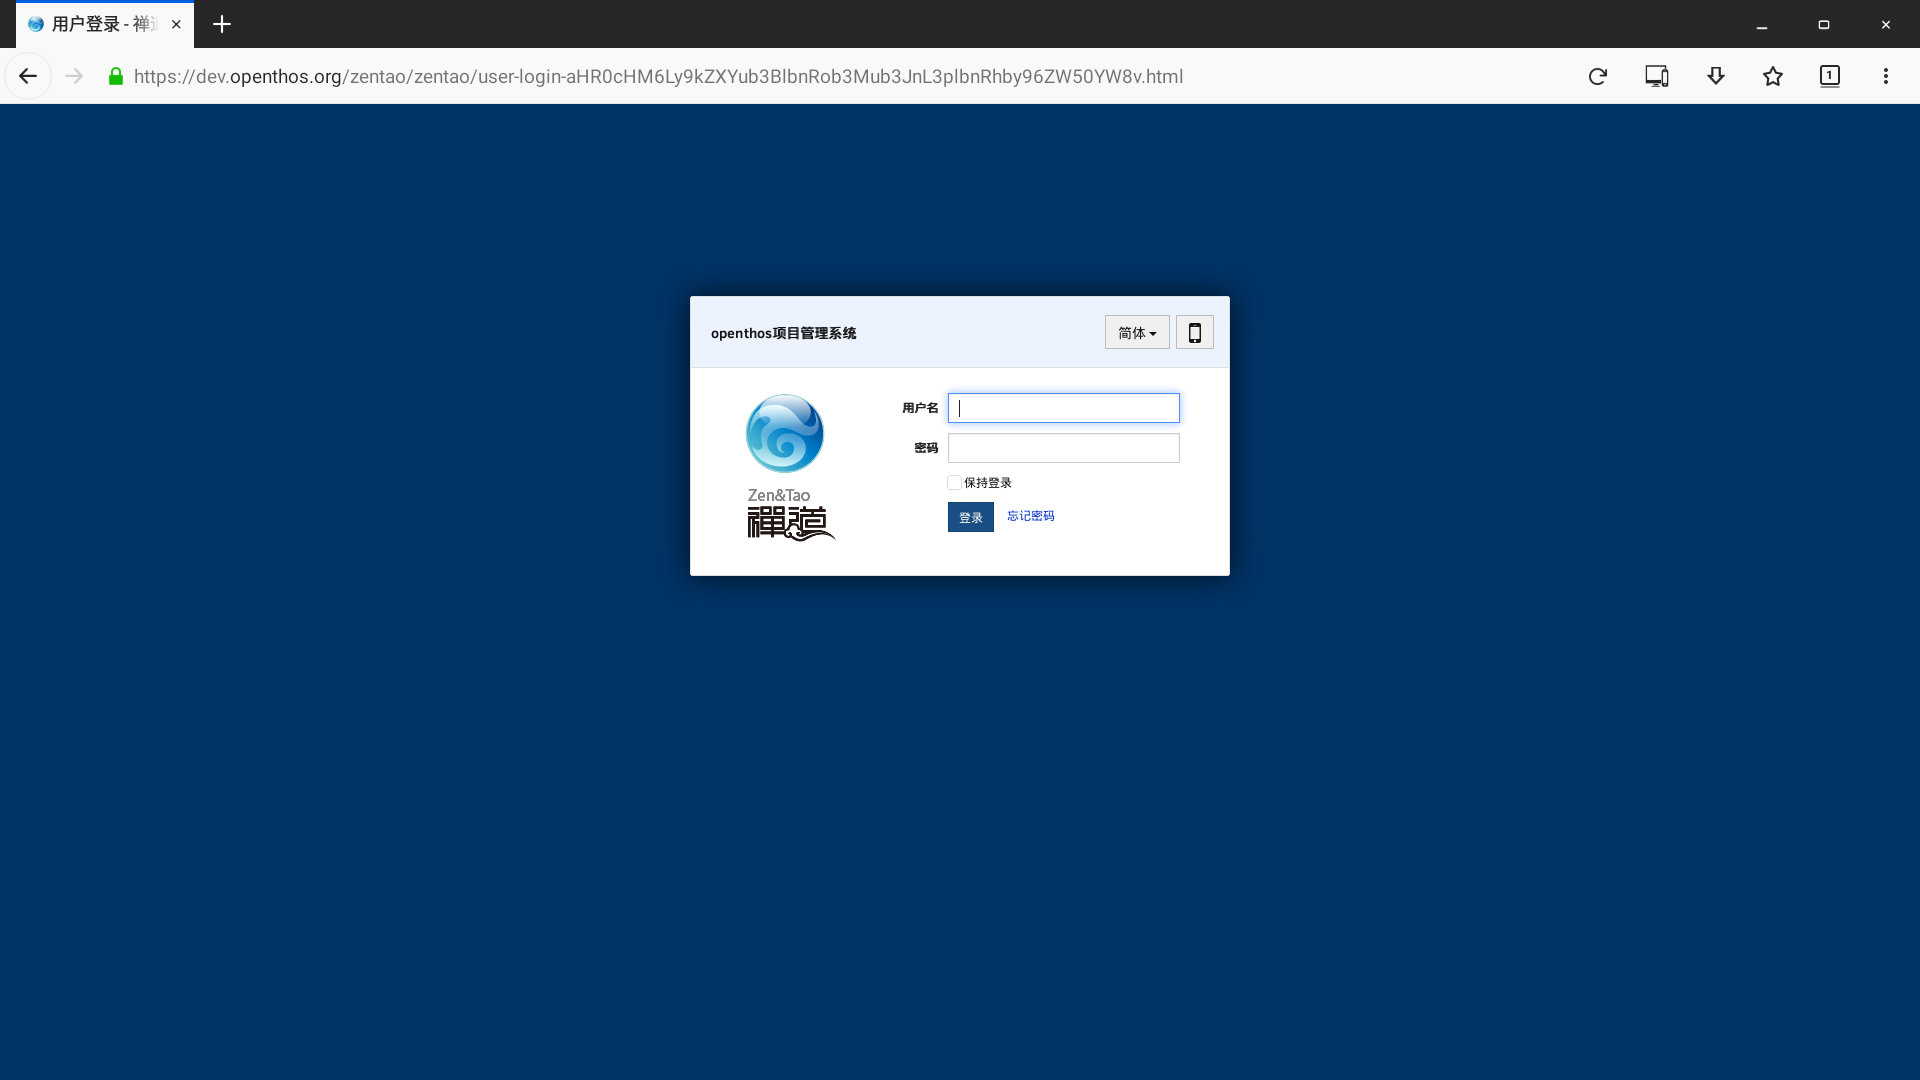 用户登录 - 禅
https://dev.openthos.org/zentao/zentao/user-login-aHR0cHM6Ly9kZXYub3BlbnRob3Mub3JnL3plbnRhby96ZW50YW8v.html
1
openthos项目管理系统
简体
用户名
密码
保持登录
登录 忘记密码
Zen&Tao
禪道